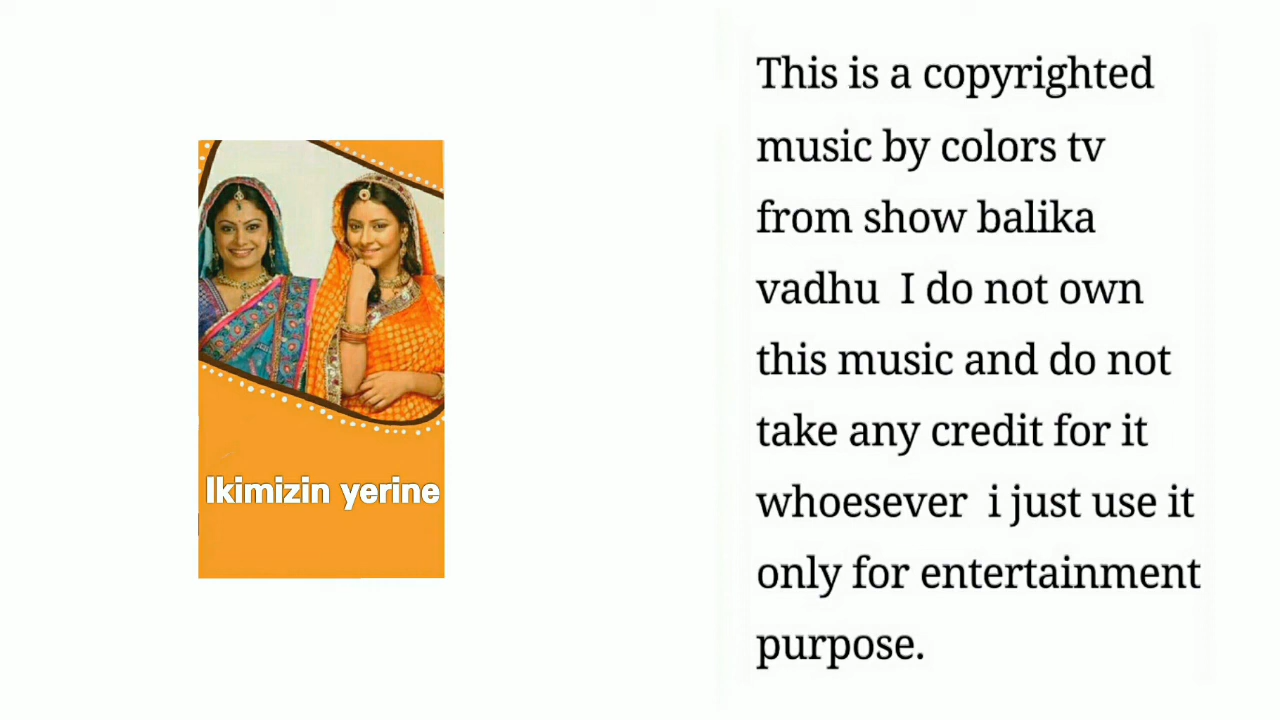 Ikimizin yerine
This is a copyrighted
music by colors tv
from show balika
vadhu I do not own
this music and do not
take any credit for it
whoesever i just use it
only for entertainment
purpose.